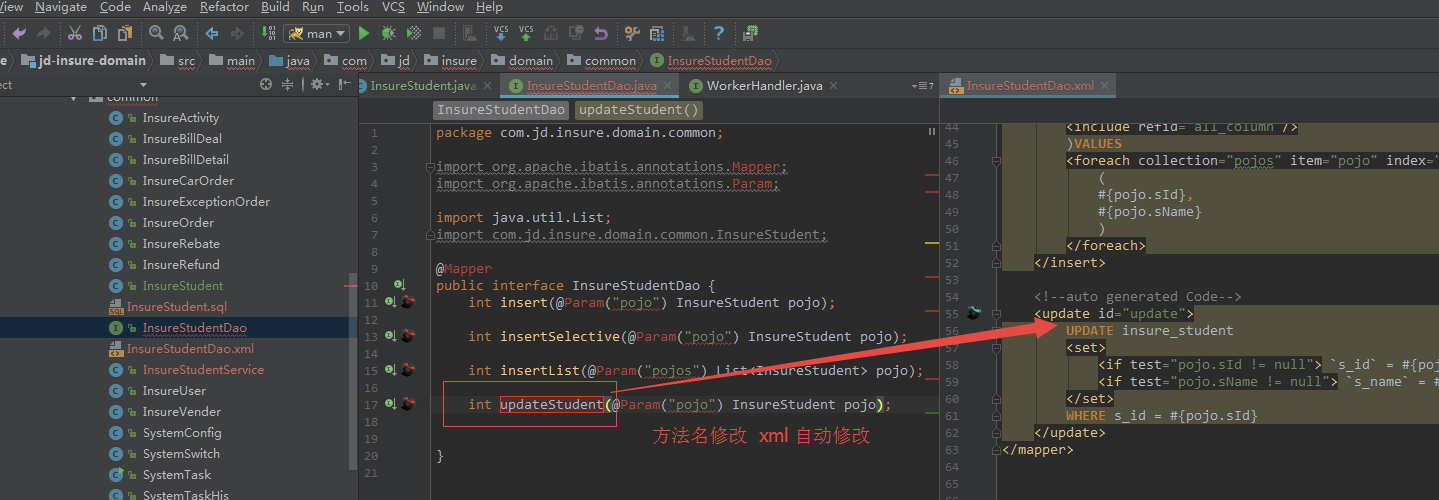 View Navigate Code Analyze Refactor Build Run Tools VCS Window Help
man
VCS VCS
jd-insure-domain src main java com jd insure domain common InsureStudentDao
common
InsureActivity
InsureBillDeal
InsureBillDetail
InsureCarOrder
InsureExceptionOrder
InsureOrder
InsureRebate
InsureRefund
InsureStudent
InsureStudent.sql
InsureStudentDao
InsureStudentDao.xml
InsureStudentService
InsureUser
InsureVender
SystemConfig
SystemSwitch
SystemTask
SystemTaskHis
InsureStudent.java InsureStudentDao.java WorkerHandler.java
InsureStudentDao updateStudent()
1 package com.jd.insure.domain.common;
2
3 import org.apache.ibatis.annotations.Mapper;
4 import org.apache.ibatis.annotations.Param;
5
6 import java.util.List;
7 import com.jd.insure.domain.common.InsureStudent;
8
9 @Mapper
10 public interface InsureStudentDao {
11 int insert(@Param("pojo") InsureStudent pojo);
12
13 int insertSelective(@Param("pojo") InsureStudent pojo);
14
15 int insertList(@Param("pojos") List<InsureStudent> pojo);
16
17 int updateStudent(@Param("pojo") InsureStudent pojo);
18
19
20 }
21
方法名修改 xml 自动修改
InsureStudentDao.xml
44 <include refid="all_column"/>
45 )VALUES
46 <foreach collection="pojos" item="pojo" index="
47 (
48 #{pojo.sId},
49 #{pojo.sName}
50 )
51 </foreach>
52 </insert>
53
54 <!--auto generated Code-->
55 <update id="update">
56 UPDATE insure_student
57 <set>
58 <if test="pojo.sId != null"> `s_id` = #{poj
59 <if test="pojo.sName != null"> `s_name` = #
60 </set>
61 WHERE s_id = #{pojo.sId}
62 </update>
63 </mapper>
64
65
66